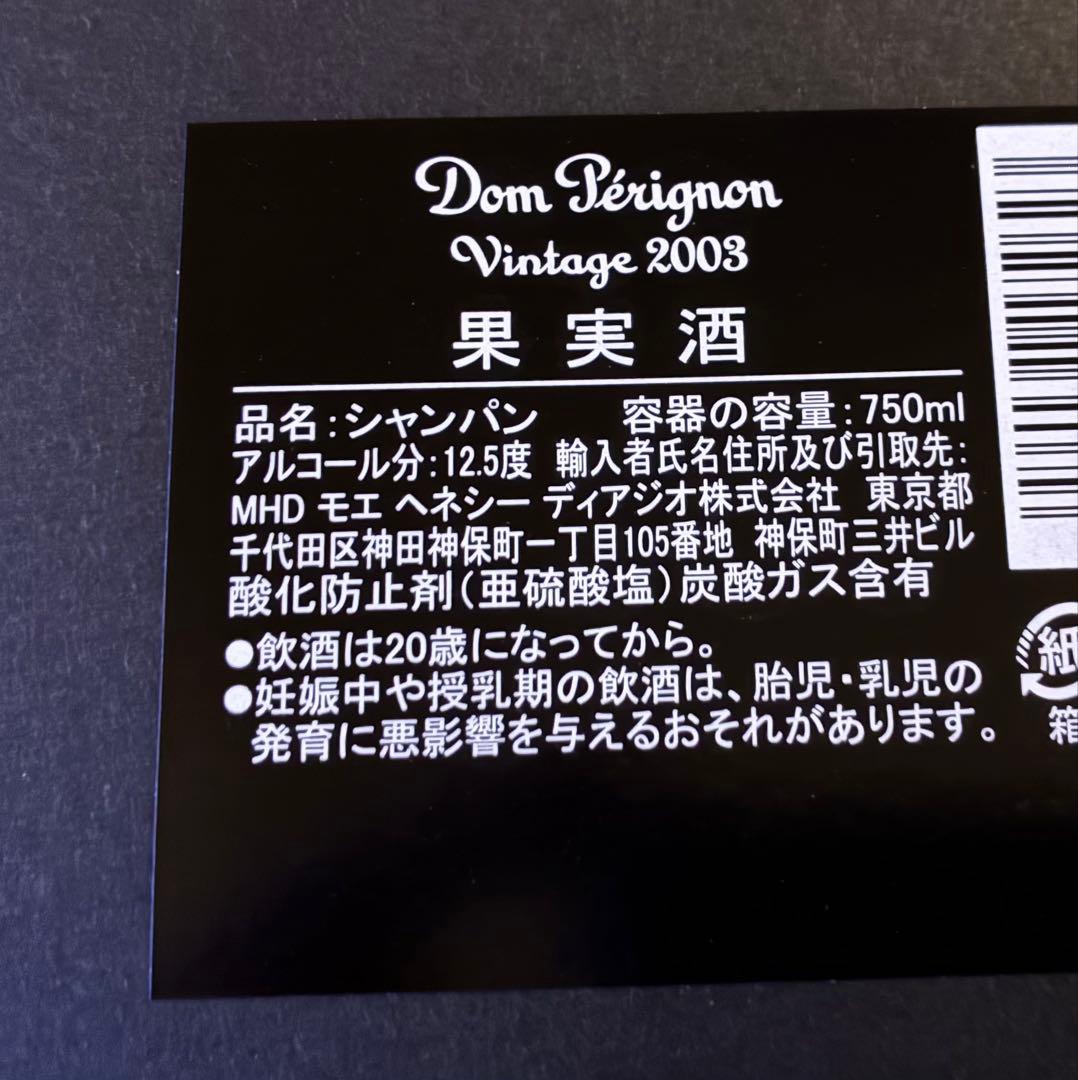 Dom Pérignon
Vintage 2003
果実酒
品名：シャンパン　容器の容量：750ml
アルコール分：12.5度　輸入者氏名住所及び引取先：
MHD モエ ヘネシー ディアジオ株式会社　東京都
千代田区神田神保町一丁目105番地　神保町三井ビル
酸化防止剤（亜硫酸塩）炭酸ガス含有
●飲酒は20歳になってから。
●妊娠中や授乳期の飲酒は、胎児・乳児の
発育に悪影響を与えるおそれがあります。
紙
箱